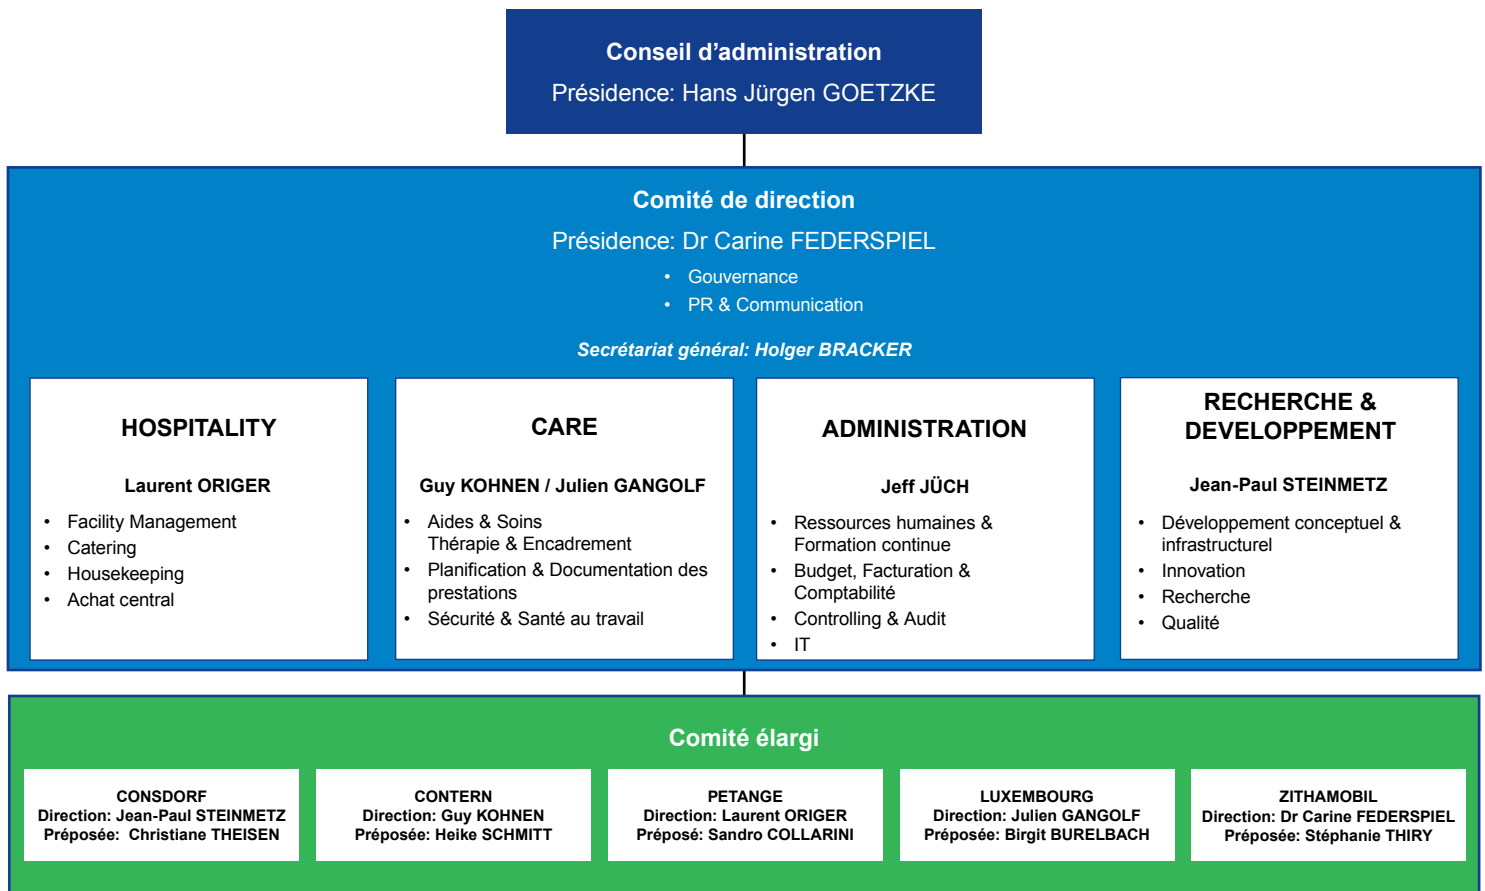 Conseil d’administration
Présidence: Hans Jürgen GOETZKE
Comité de direction
Présidence: Dr Carine FEDERSPIEL
• Gouvernance
• PR & Communication
Secrétariat général: Holger BRACKER
HOSPITALITY
Laurent ORIGER
• Facility Management
• Catering
• Housekeeping
• Achat central
CARE
Guy KOHNEN / Julien GANGOLF
• Aides & Soins
Thérapie & Encadrement
• Planification & Documentation des
prestations
• Sécurité & Santé au travail
ADMINISTRATION
Jeff JÜCH
• Ressources humaines &
Formation continue
• Budget, Facturation &
Comptabilité
• Controlling & Audit
• IT
RECHERCHE &
DEVELOPPEMENT
Jean-Paul STEINMETZ
• Développement conceptuel &
infrastructurel
• Innovation
• Recherche
• Qualité
Comité élargi
CONSDORF
Direction: Jean-Paul STEINMETZ
Préposée: Christiane THEISEN
CONTERN
Direction: Guy KOHNEN
Préposée: Heike SCHMITT
PETANGE
Direction: Laurent ORIGER
Préposé: Sandro COLLARINI
LUXEMBOURG
Direction: Julien GANGOLF
Préposée: Birgit BURELBACH
ZITHAMOBIL
Direction: Dr Carine FEDERSPIEL
Préposée: Stéphanie THIRY